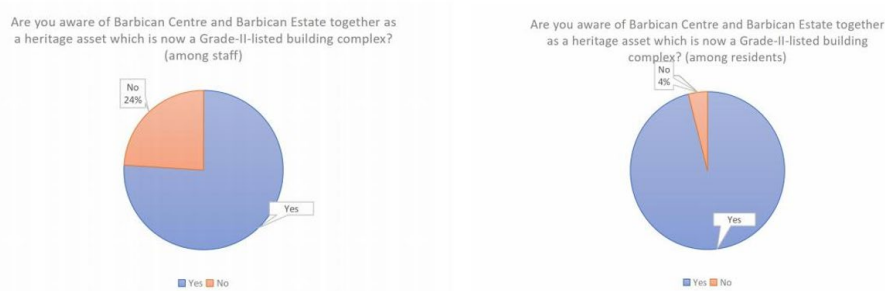 Are you aware of Barbican Centre and Barbican Estate together as
a heritage asset which is now a Grade-II-listed building complex?
(among staff)
No
24%
Yes
Yes No
Are you aware of Barbican Centre and Barbican Estate together
as a heritage asset which is now a Grade-II-listed building
complex? (among residents)
No
4%
Yes
Yes No